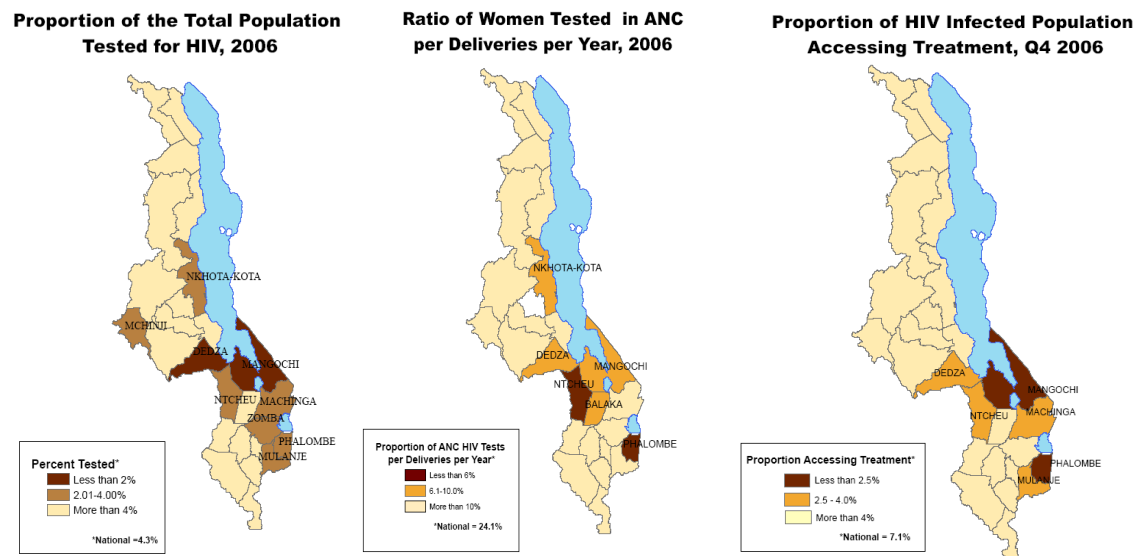 Proportion of the Total Population
Tested for HIV, 2006
NKHOTA-KOTA
MCHINJI
DEDZA
MANGOCHI
NTCHEU
MACHINGA
ZOMBA
PHALOMBE
MULANJE
Percent Tested*
Less than 2%
2.01-4.00%
More than 4%
*National =4.3%
Ratio of Women Tested in ANC
per Deliveries per Year, 2006
NKHOTA-KOTA
DEDZA
MANGOCHI
NTCHEU
BALAKA
PHALOMBE
Proportion of ANC HIV Tests
per Deliveries per Year*
Less than 6%
6.1-10.0%
More than 10%
*National = 24.1%
Proportion of HIV Infected Population
Accessing Treatment, Q4 2006
DEDZA
MANGOCHI
NTCHEU
MACHINGA
PHALOMBE
MULANJE
Proportion Accessing Treatment*
Less than 2.5%
2.5 - 4.0%
More than 4%
*National = 7.1%